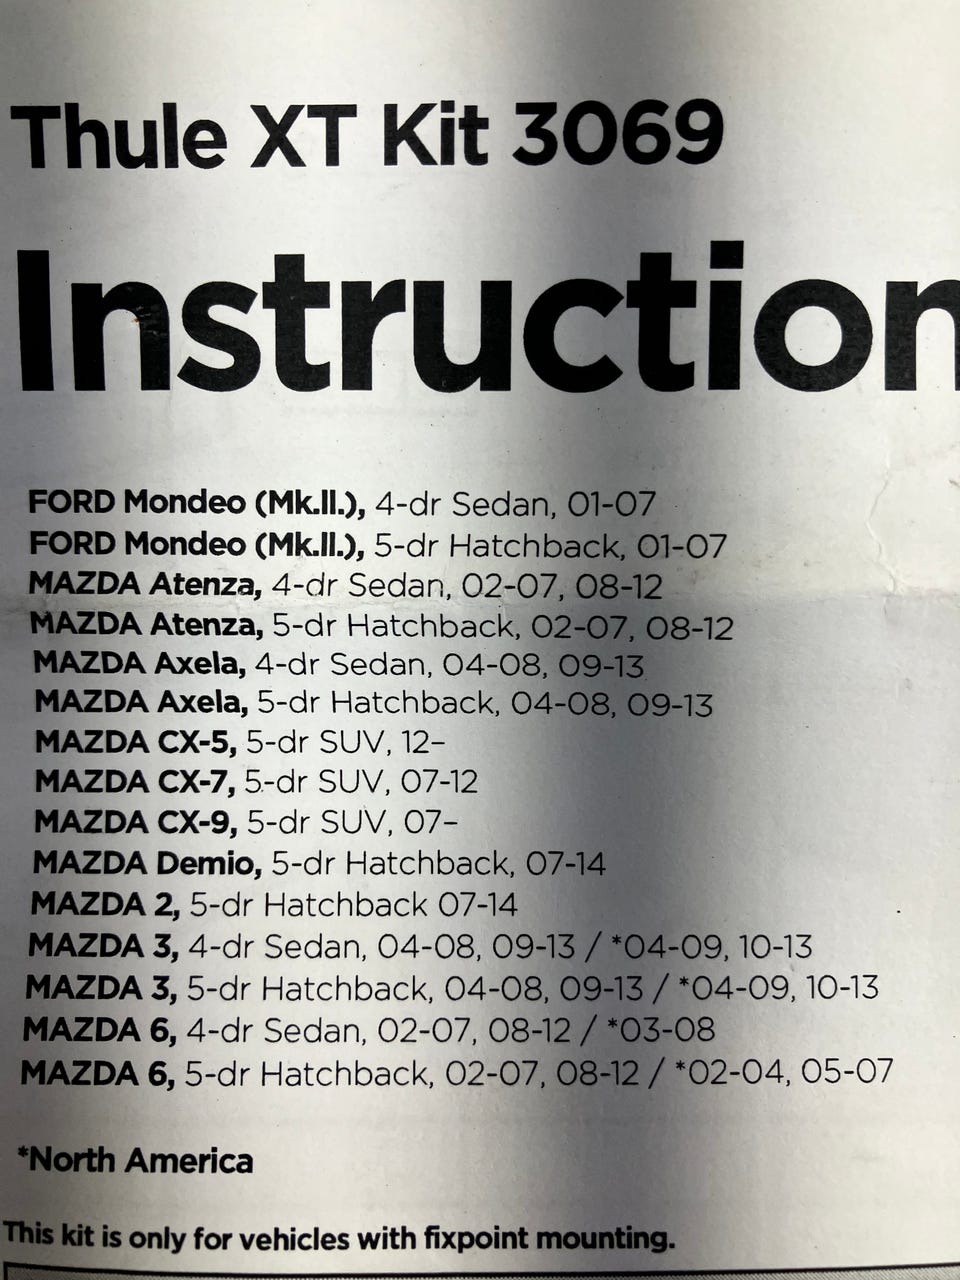 Thule XT Kit 3069
Instruction
FORD Mondeo (Mk.II.), 4-dr Sedan, 01-07
FORD Mondeo (Mk.II.), 5-dr Hatchback, 01-07
MAZDA Atenza, 4-dr Sedan, 02-07, 08-12
MAZDA Atenza, 5-dr Hatchback, 02-07, 08-12
MAZDA Axela, 4-dr Sedan, 04-08, 09-13
MAZDA Axela, 5-dr Hatchback, 04-08, 09-13
MAZDA CX-5, 5-dr SUV, 12–
MAZDA CX-7, 5-dr SUV, 07-12
MAZDA CX-9, 5-dr SUV, 07–
MAZDA Demio, 5-dr Hatchback, 07-14
MAZDA 2, 5-dr Hatchback 07-14
MAZDA 3, 4-dr Sedan, 04-08, 09-13 / *04-09, 10-13
MAZDA 3, 5-dr Hatchback, 04-08, 09-13 / *04-09, 10-13
MAZDA 6, 4-dr Sedan, 02-07, 08-12 / *03-08
MAZDA 6, 5-dr Hatchback, 02-07, 08-12 / *02-04, 05-07
*North America
This kit is only for vehicles with fixpoint mounting.